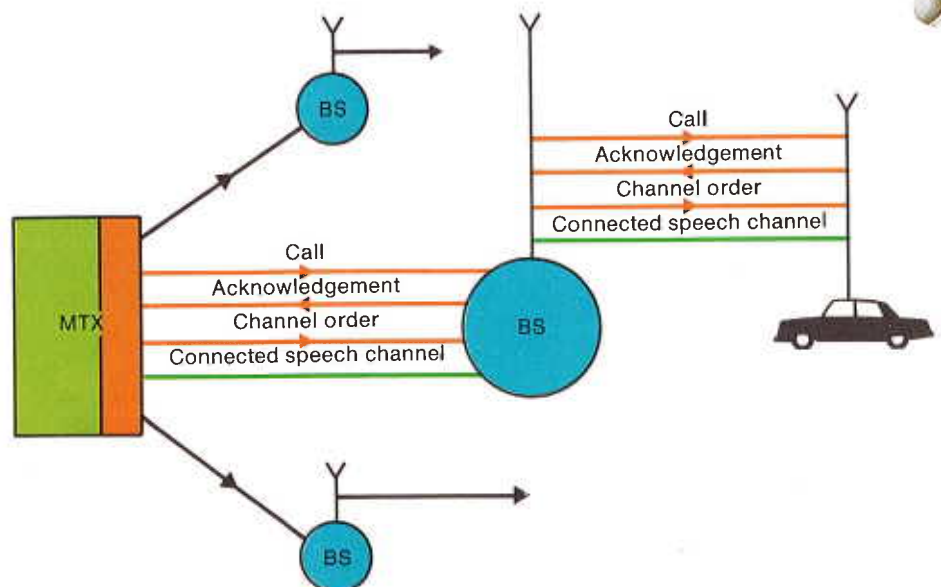 BS
Call
Acknowledgement
Channel order
Connected speech channel
MTX
Call
Acknowledgement
Channel order
Connected speech channel
BS
BS